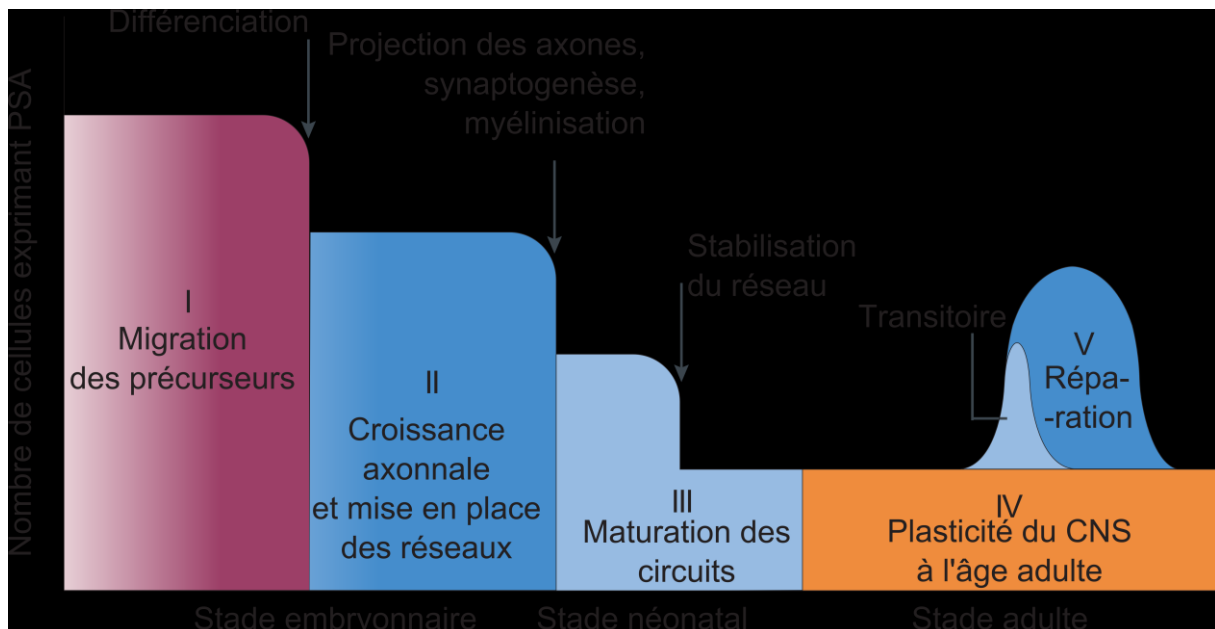 Différenciation
Projection des axones,
synaptogenèse,
myélinisation
Nombre de cellules exprimant PSA
Stabilisation
du réseau
Transitoire
I
Migration
des précurseurs
II
Croissance
axonnale
et mise en place
des réseaux
III
Maturation des
circuits
IV
Plasticité du CNS
à l'âge adulte
V
Répa-
-ration
Stade embryonnaire
Stade néonatal
Stade adulte